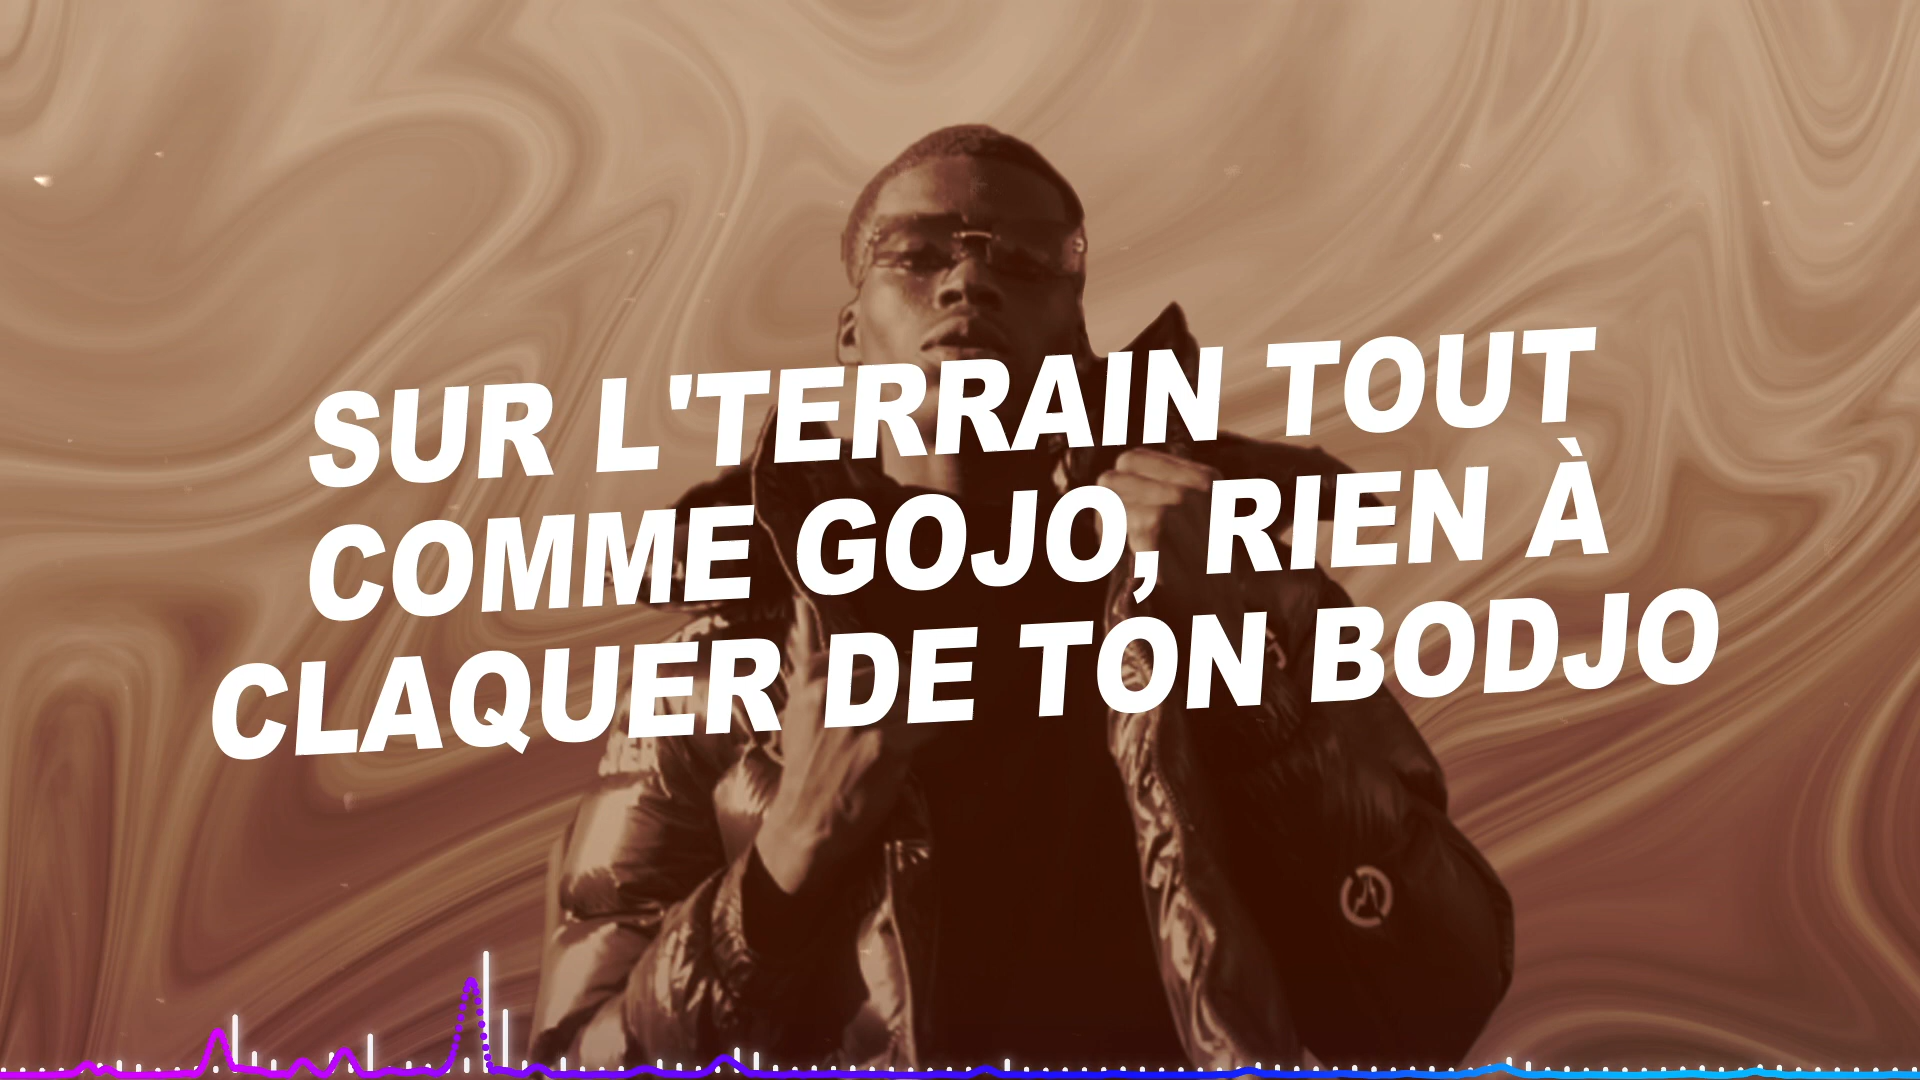 SUR L'TERRAIN TOUT
COMME GOJO, RIEN À
CLAQUER DE TON BODJO